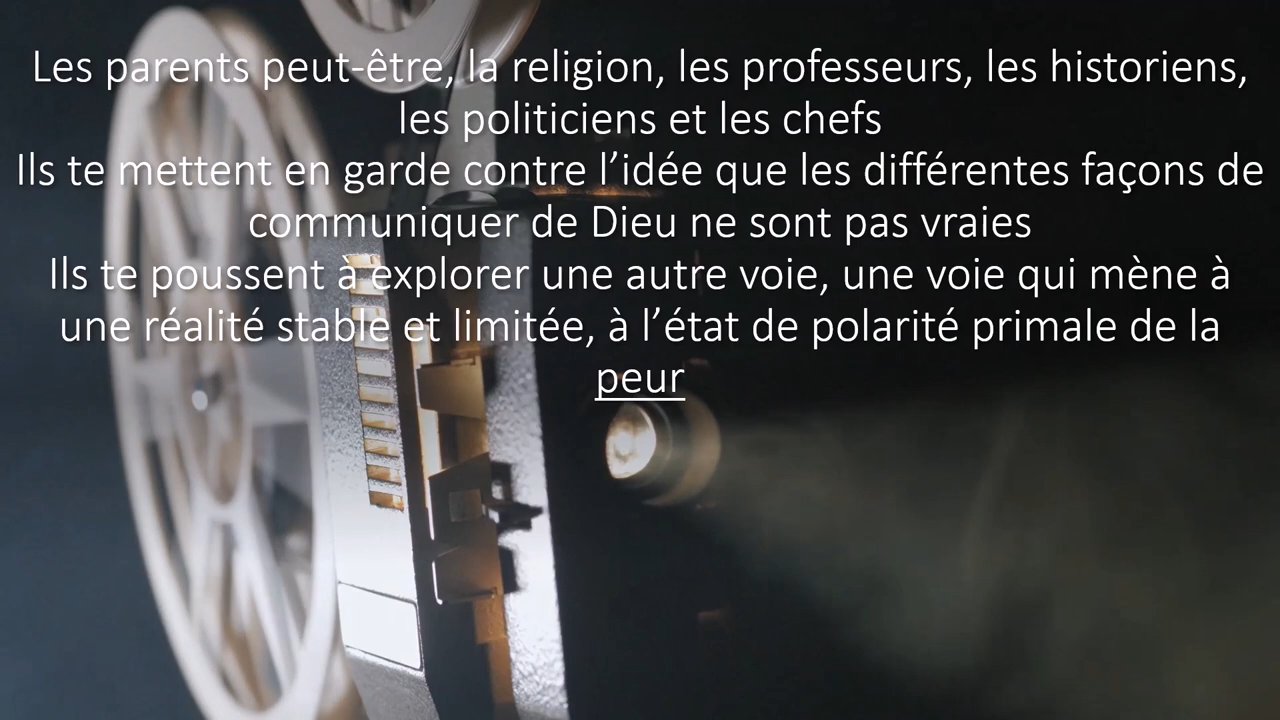 Les parents peut-être, la religion, les professeurs, les historiens,
les politiciens et les chefs
Ils te mettent en garde contre l’idée que les différentes façons de
communiquer de Dieu ne sont pas vraies
Ils te poussent à explorer une autre voie, une voie qui mène à
une réalité stable et limitée, à l’état de polarité primale de la
peur